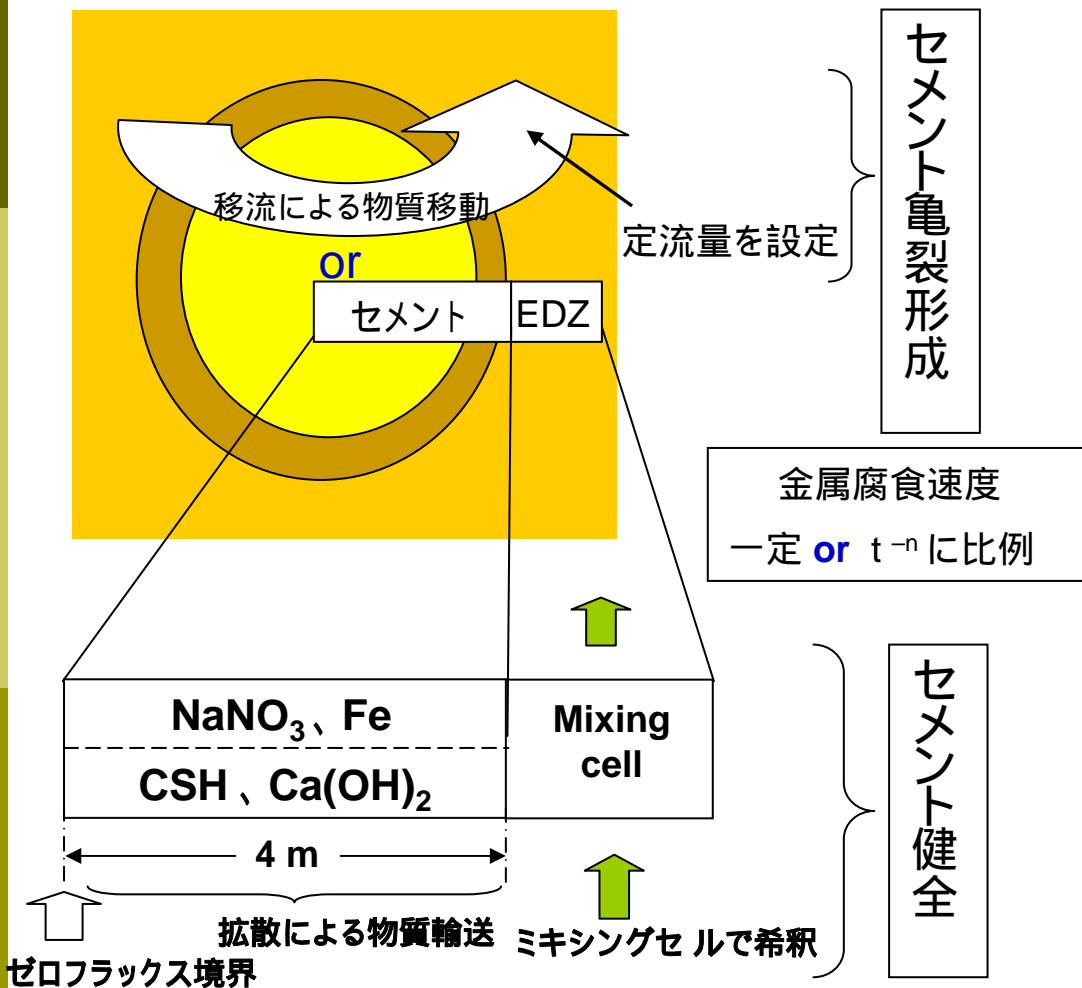 セメント亀裂形成
移流による物質移動
定流量を設定
or
セメント
EDZ
金属腐食速度
一定 or t⁻ⁿ に比例
NaNO₃、Fe
CSH、Ca(OH)₂
Mixing
cell
セメント健全
4 m
拡散による物質輸送
ミキシングセルで希釈
ゼロフラックス境界